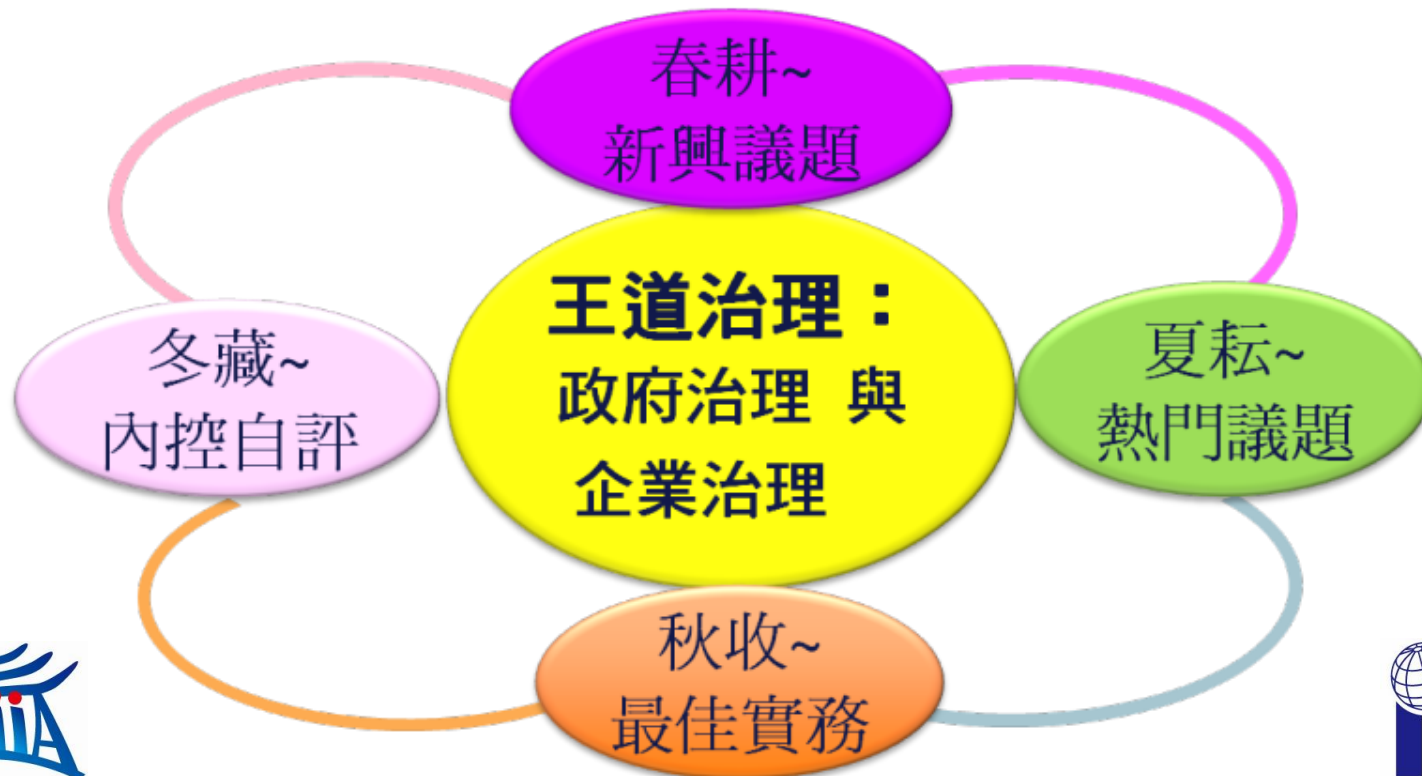 春耕~
新興議題
王道治理：
政府治理 與
企業治理
冬藏~
內控自評
夏耘~
熱門議題
秋收~
最佳實務